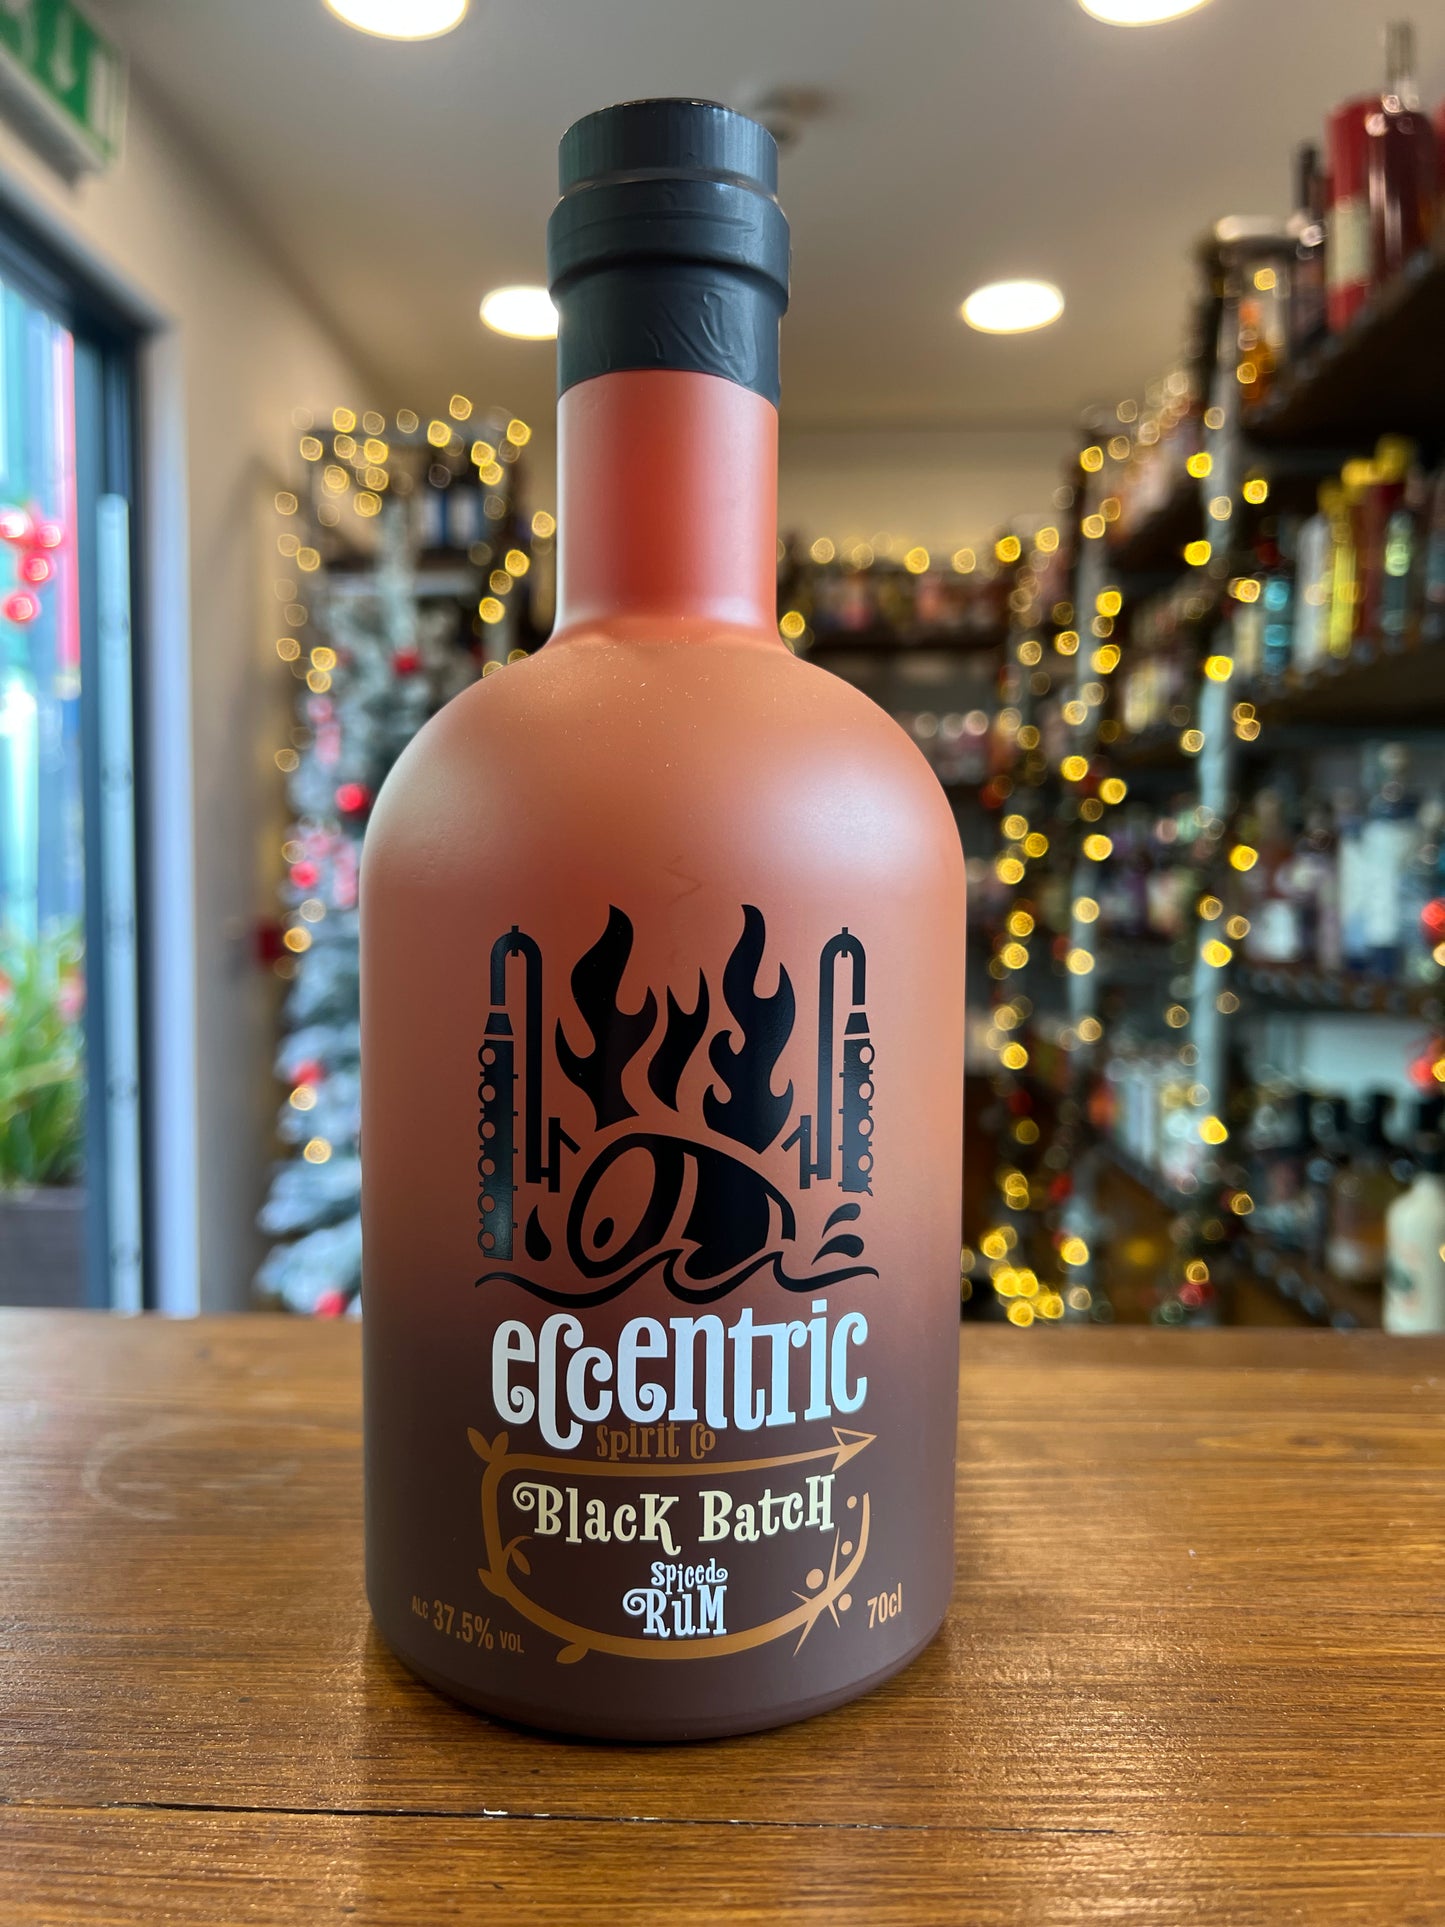 eccentric
Spirit Co
Black Batch
Spiced
Rum
ALC 37.5% VOL
70cl